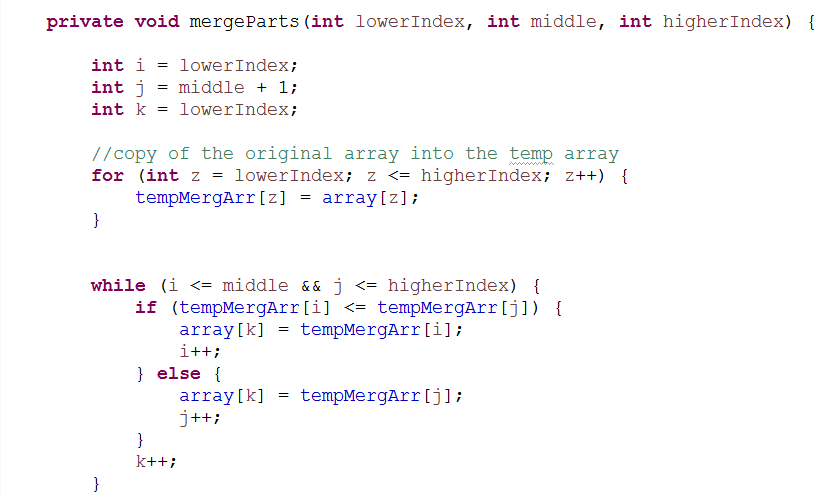 private void mergeParts(int lowerIndex, int middle, int higherIndex) {
int i = lowerIndex;
int j = middle + 1;
int k = lowerIndex;
//copy of the original array into the temp array
for (int z = lowerIndex; z <= higherIndex; z++) {
tempMergArr[z] = array[z];
}
while (i <= middle && j <= higherIndex) {
if (tempMergArr[i] <= tempMergArr[j]) {
array[k] = tempMergArr[i];
i++;
} else {
array[k] = tempMergArr[j];
j++;
}
k++;
}